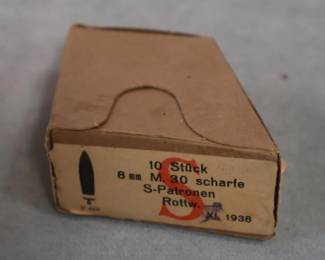 10 Stück
8 mm M. 30 scharfe
S-Patronen
Rottw.
S
XI. 1938